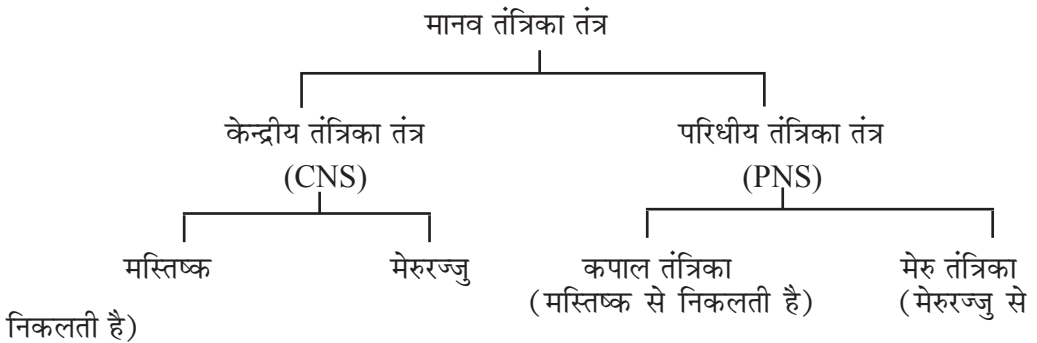 मानव तंत्रिका तंत्र
केन्द्रीय तंत्रिका तंत्र परिधीय तंत्रिका तंत्र
(CNS) (PNS)
मस्तिष्क मेरुरज्जु कपाल तंत्रिका मेरु तंत्रिका
(मस्तिष्क से निकलती है) (मेरुरज्जु से
निकलती है)